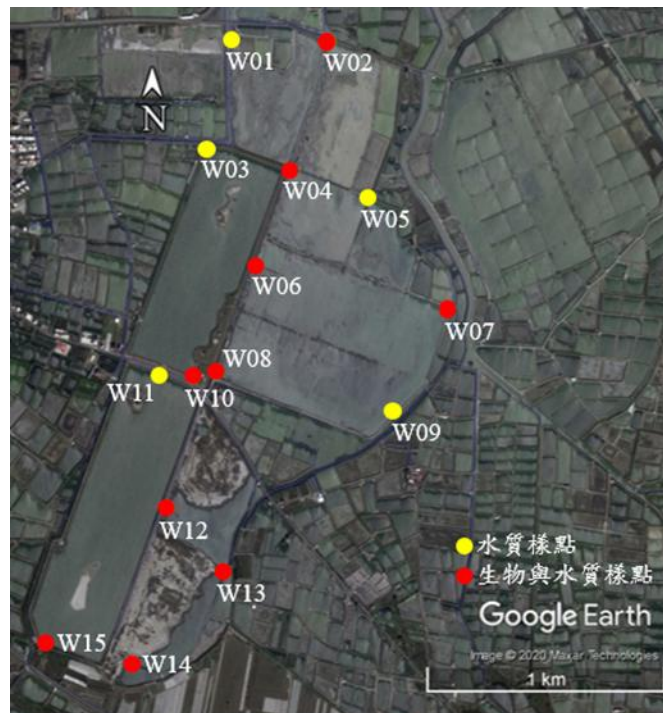 W01
W02
N
W03
W04
W05
W06
W07
W08
W11
W10
W09
W12
水質樣點
生物與水質樣點
W13
Google Earth
Image © 2020 Maxar Technologies
W15
W14
1 km